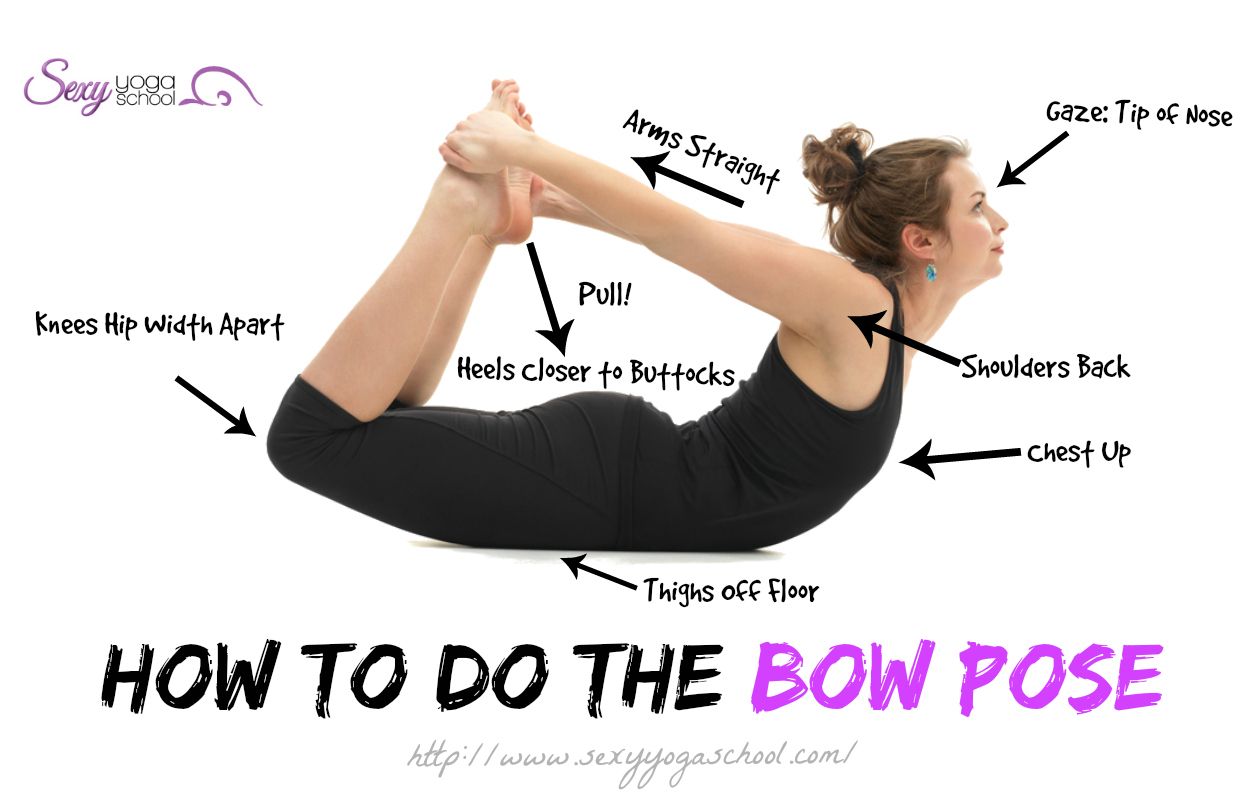 Sexy yoga
school
Gaze: Tip of Nose
Arms Straight
Pull!
Knees Hip Width Apart
Heels Closer to Buttocks
Shoulders Back
Chest Up
Thighs Off Floor
HOW TO DO THE BOW POSE
http://www.sexyyogaschool.com/